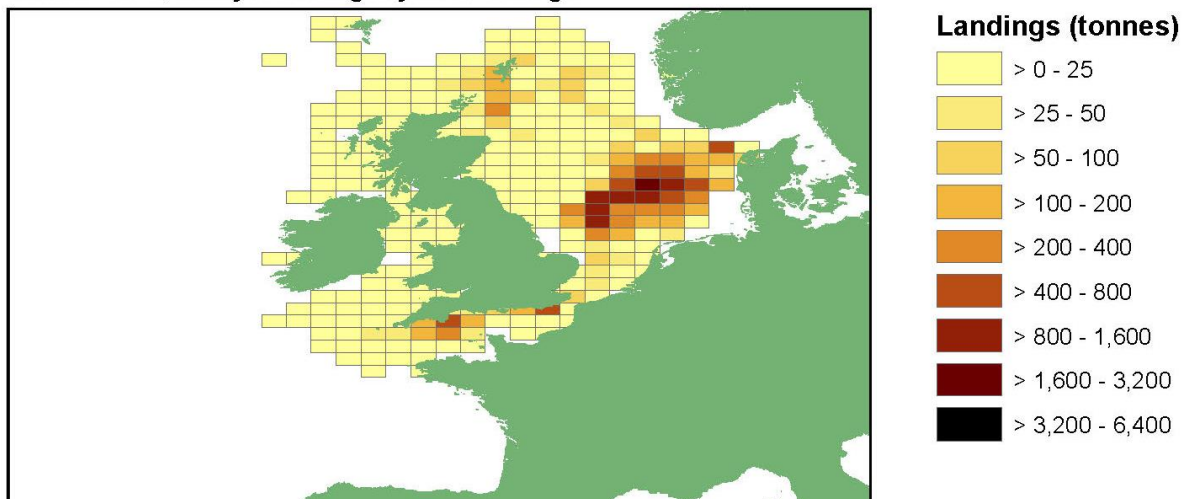 Landings (tonnes)
> 0 - 25
> 25 - 50
> 50 - 100
> 100 - 200
> 200 - 400
> 400 - 800
> 800 - 1,600
> 1,600 - 3,200
> 3,200 - 6,400